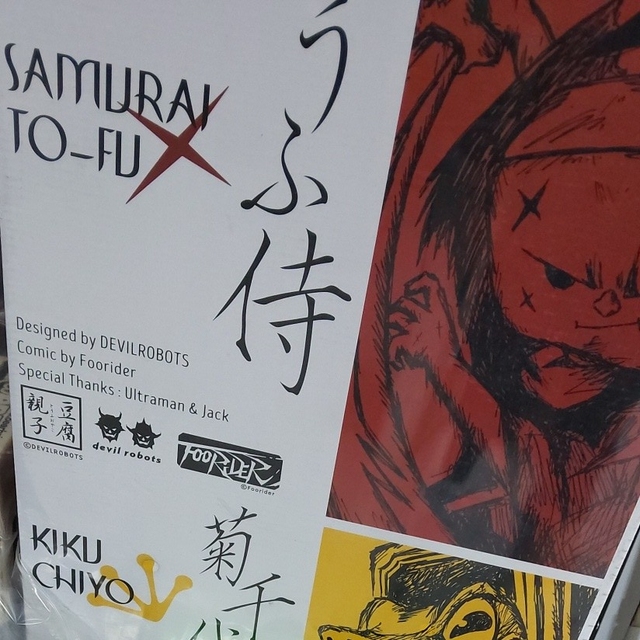 SAMURAI
TO-FU
うふ侍
Designed by DEVILROBOTS
Comic by Foorider
Special Thanks : Ultraman & Jack
豆腐
親子
©DEVILROBOTS
devil robots
FOORIDER
©Foorider
KIKU
CHIYO
菊千